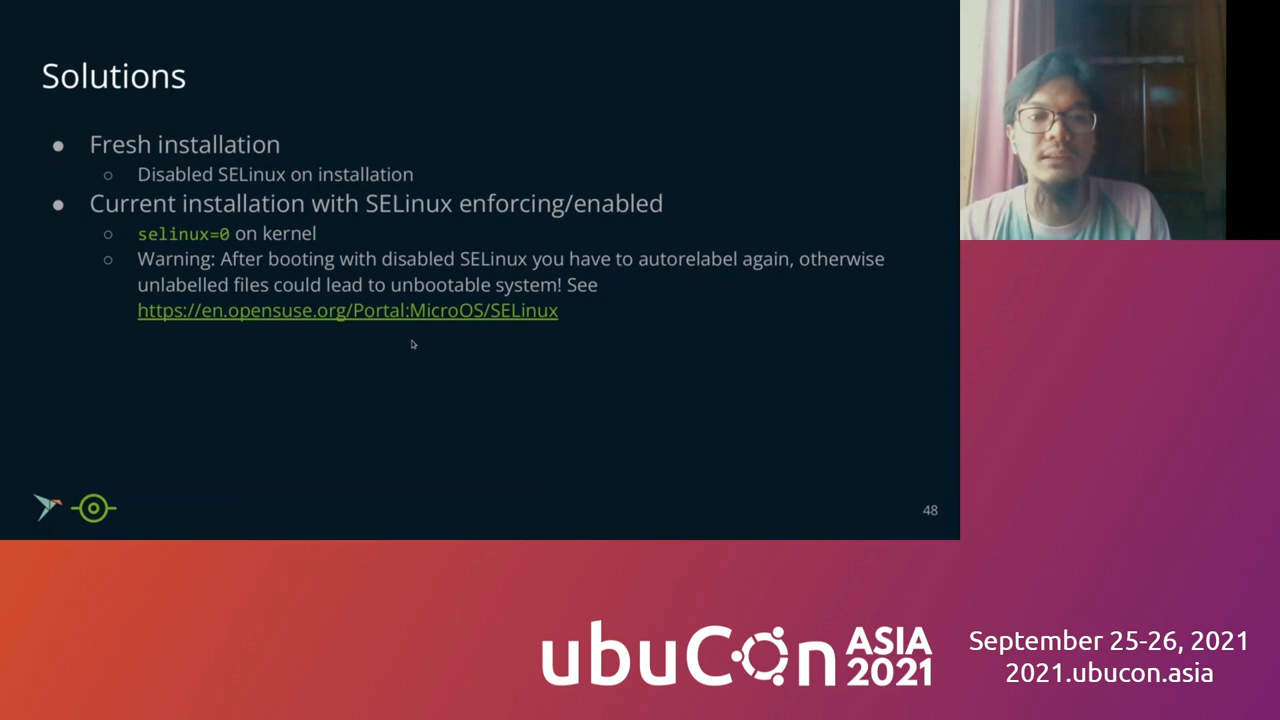 Solutions
● Fresh installation
○ Disabled SELinux on installation
● Current installation with SELinux enforcing/enabled
○ selinux=0 on kernel
○ Warning: After booting with disabled SELinux you have to autorelabel again, otherwise
unlabelled files could lead to unbootable system! See
https://en.opensuse.org/Portal:MicroOS/SELinux
48
ubuCon ASIA 2021
September 25-26, 2021
2021.ubucon.asia